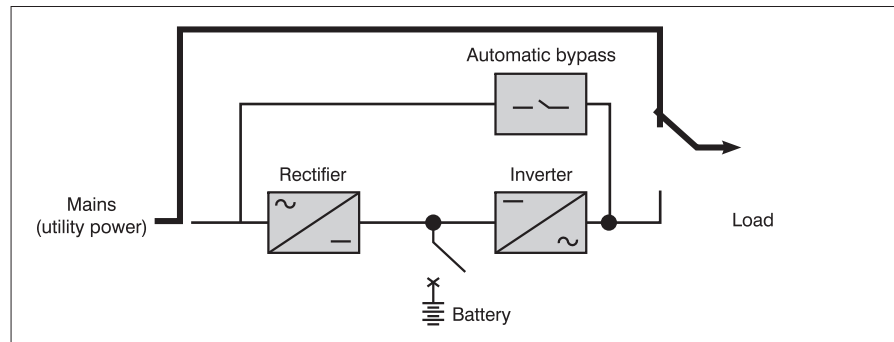 Automatic bypass
Rectifier
Inverter
Mains
(utility power)
Load
Battery